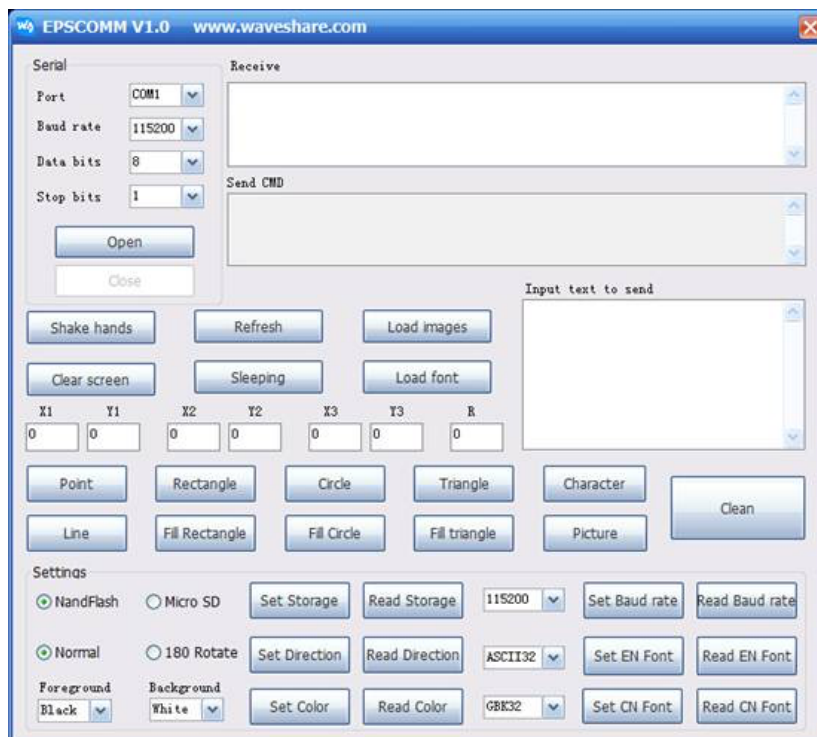 EPSCOMM V1.0 www.waveshare.com
Serial
Port COM1
Baud rate 115200
Data bits 8
Stop bits 1
Open
Close
Receive
Send CMD
Input text to send
Shake hands Refresh Load images
Clear screen Sleeping Load font
X1 Y1 X2 Y2 X3 Y3 R
0 0 0 0 0 0 0
Point Rectangle Circle Triangle Character
Clean
Line Fill Rectangle Fill Circle Fill triangle Picture
Settings
NandFlash Micro SD Set Storage Read Storage 115200 Set Baud rate Read Baud rate
Normal 180 Rotate Set Direction Read Direction ASCII32 Set EN Font Read EN Font
Foreground Background
Black White Set Color Read Color GBK32 Set CN Font Read CN Font